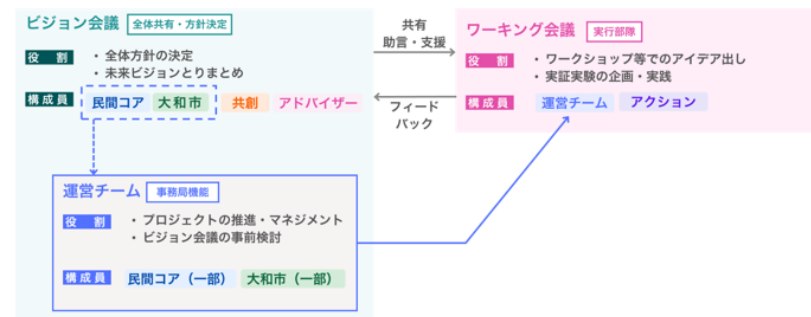 ビジョン会議 全体共有・方針決定
役 割
・全体方針の決定
・未来ビジョンとりまとめ
構成員 民間コア 大和市 共創 アドバイザー
共有
助言・支援
フィード
バック
ワーキング会議 実行部隊
役 割
・ワークショップ等でのアイデア出し
・実証実験の企画・実践
構成員 運営チーム アクション
運営チーム 事務局機能
役 割
・プロジェクトの推進・マネジメント
・ビジョン会議の事前検討
構成員 民間コア（一部） 大和市（一部）